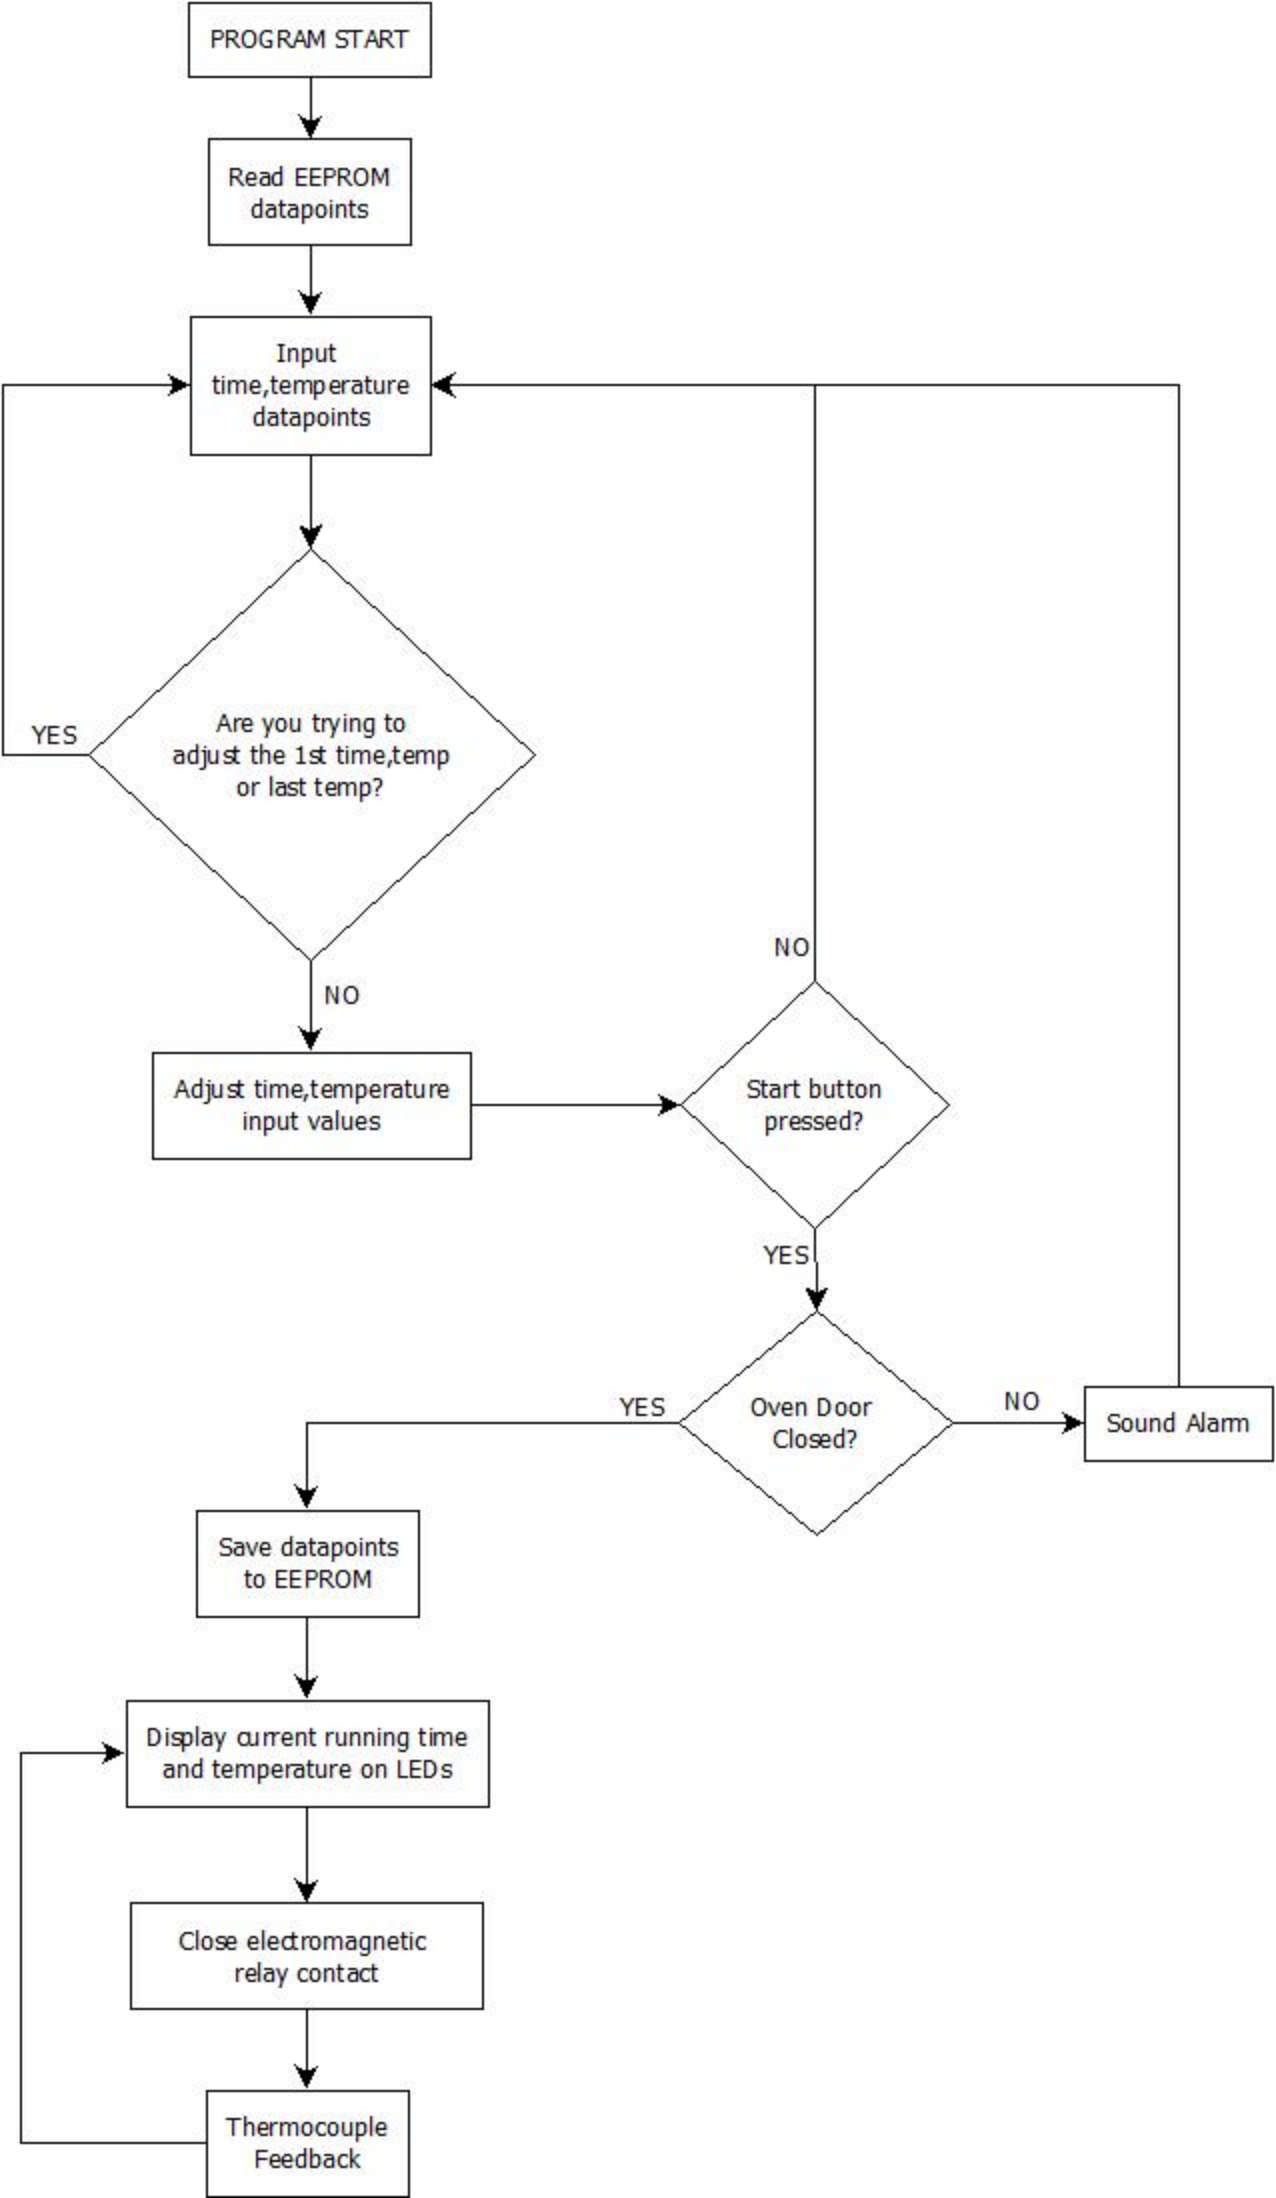 PROGRAM START
Read EEPROM
datapoints
Input
time,temperature
datapoints
Are you trying to
adjust the 1st time,temp
or last temp?
YES
NO
Adjust time,temperature
input values
Start button
pressed?
NO
YES
Oven Door
Closed?
NO
Sound Alarm
YES
Save datapoints
to EEPROM
Display current running time
and temperature on LEDs
Close electromagnetic
relay contact
Thermocouple
Feedback